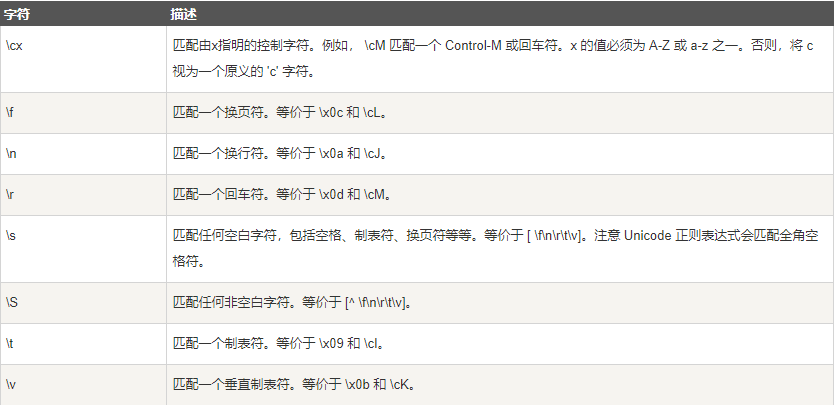 字符 描述
\cx 匹配由x指明的控制字符。例如， \cM 匹配一个 Control-M 或回车符。x 的值必须为 A-Z 或 a-z 之一。否则，将 c
视为一个原义的 'c' 字符。
\f 匹配一个换页符。等价于 \x0c 和 \cL。
\n 匹配一个换行符。等价于 \x0a 和 \cJ。
\r 匹配一个回车符。等价于 \x0d 和 \cM。
\s 匹配任何空白字符，包括空格、制表符、换页符等等。等价于 [ \f\n\r\t\v]。注意 Unicode 正则表达式会匹配全角空
格符。
\S 匹配任何非空白字符。等价于 [^ \f\n\r\t\v]。
\t 匹配一个制表符。等价于 \x09 和 \cI。
\v 匹配一个垂直制表符。等价于 \x0b 和 \cK。